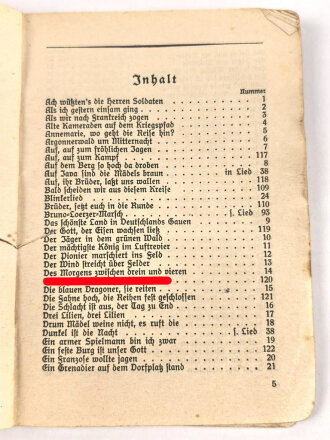 Inhalt
Nummer
Ach wüßten's die Herren Soldaten 1
Als ich gestern einsam ging 2
Als wir nach Frankreich zogen 3
Alte Kameraden auf dem Kriegspfad 4
Annemarie, wo geht die Reise hin? 5
Argonnerwald um Mitternacht 6
Auf, auf zum fröhlichen Jagen 7
Auf, auf zum Kampf 117
Auf dem Berg so hoch da droben 8
Auf Java sind die Mädels braun in Lied 38
Auf, ihr Brüder, laßt uns wallen 118
Bald scheiden wir aus diesem Kreise 109
Blinkerlied 24
Brüder, setzt euch in die Runde 110
Bruno-Loerzer-Marsch s. Lied 93
Das schönste Land in Deutschlands Gauen 9
Der Gott, der Eisen wachsen ließ 119
Der Jäger in dem grünen Wald 10
Der mächtigste König im Luftrevier 11
Der Pionier marschiert ins Feld 12
Der Wind streicht über Felder 13
Des Morgens zwischen drein und vieren 14
120
Die blauen Dragoner, sie reiten 15
Die Fahne hoch, die Reihen fest geschlossen 121
Die Schlacht ist aus, der Tag zu End 16
Drei Lilien, drei Lilien 17
Drum Mädel weine nicht, es ruft die 18
Dunkel ist die Nacht s. Lied 38
Ein armer Spielmann bin ich zwar 19
Ein feste Burg ist unser Gott 122
Ein Franzose wollte jagen 20
Ein Grenadier auf dem Dorfplatz stand 21
5